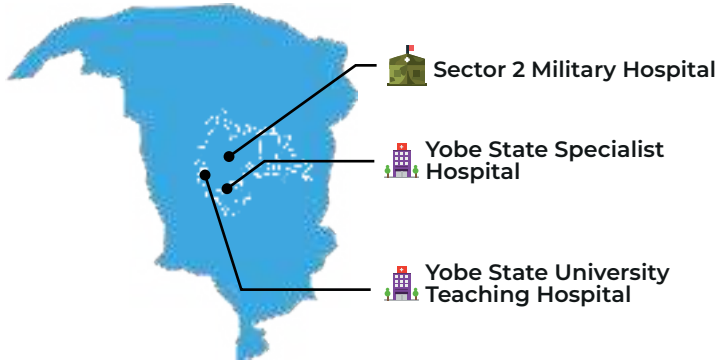 Sector 2 Military Hospital
Yobe State Specialist
Hospital
Yobe State University
Teaching Hospital